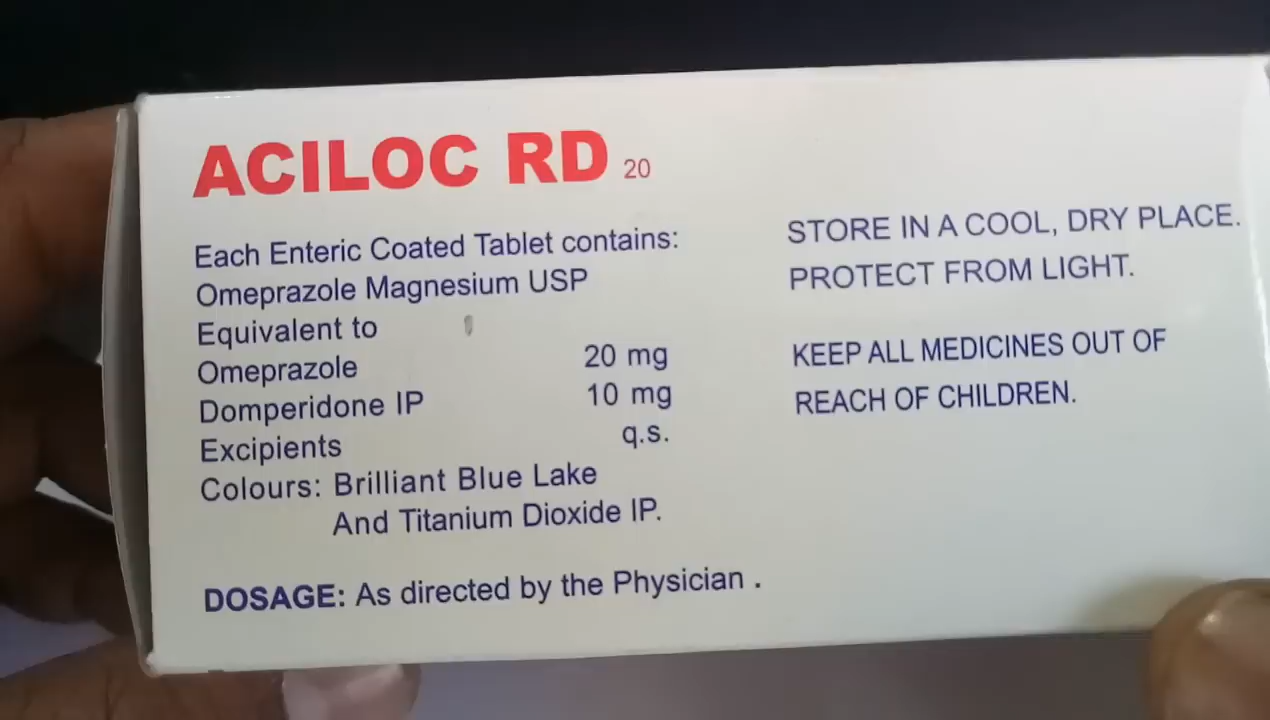 ACILOC RD 20
Each Enteric Coated Tablet contains:
Omeprazole Magnesium USP
Equivalent to
Omeprazole 20 mg
Domperidone IP 10 mg
Excipients q.s.
Colours: Brilliant Blue Lake
And Titanium Dioxide IP.
DOSAGE: As directed by the Physician .
STORE IN A COOL, DRY PLACE.
PROTECT FROM LIGHT.
KEEP ALL MEDICINES OUT OF
REACH OF CHILDREN.